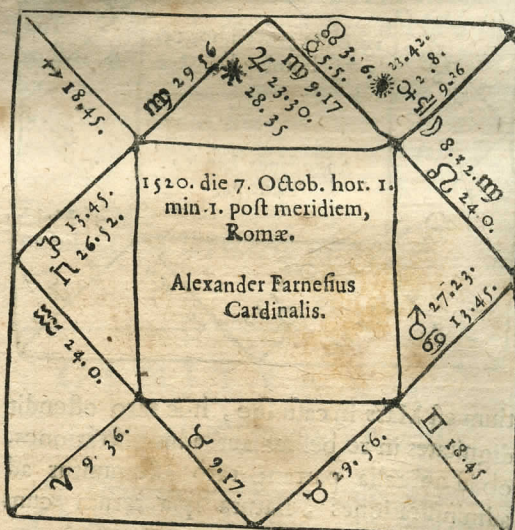 ♐ 18.45.
♏ 29 56
♃ 23.30.
28.35
♍ 9.17
☊ 3.6.
5.5.
23.42.
☿ 2.8.
♎ 9.26
☽ 8.22. ♍
♌ 24.0.
♑ 13.45.
26.52.
1520. die 7. Octob. hor. 1.
min. 1. post meridiem,
Romæ.
Alexander Farnesius
Cardinalis.
♂ 27.23.
♋ 13.45.
♒ 24.0.
♈ 9.36.
♉ 9.17.
29.56.
♊ 18.45